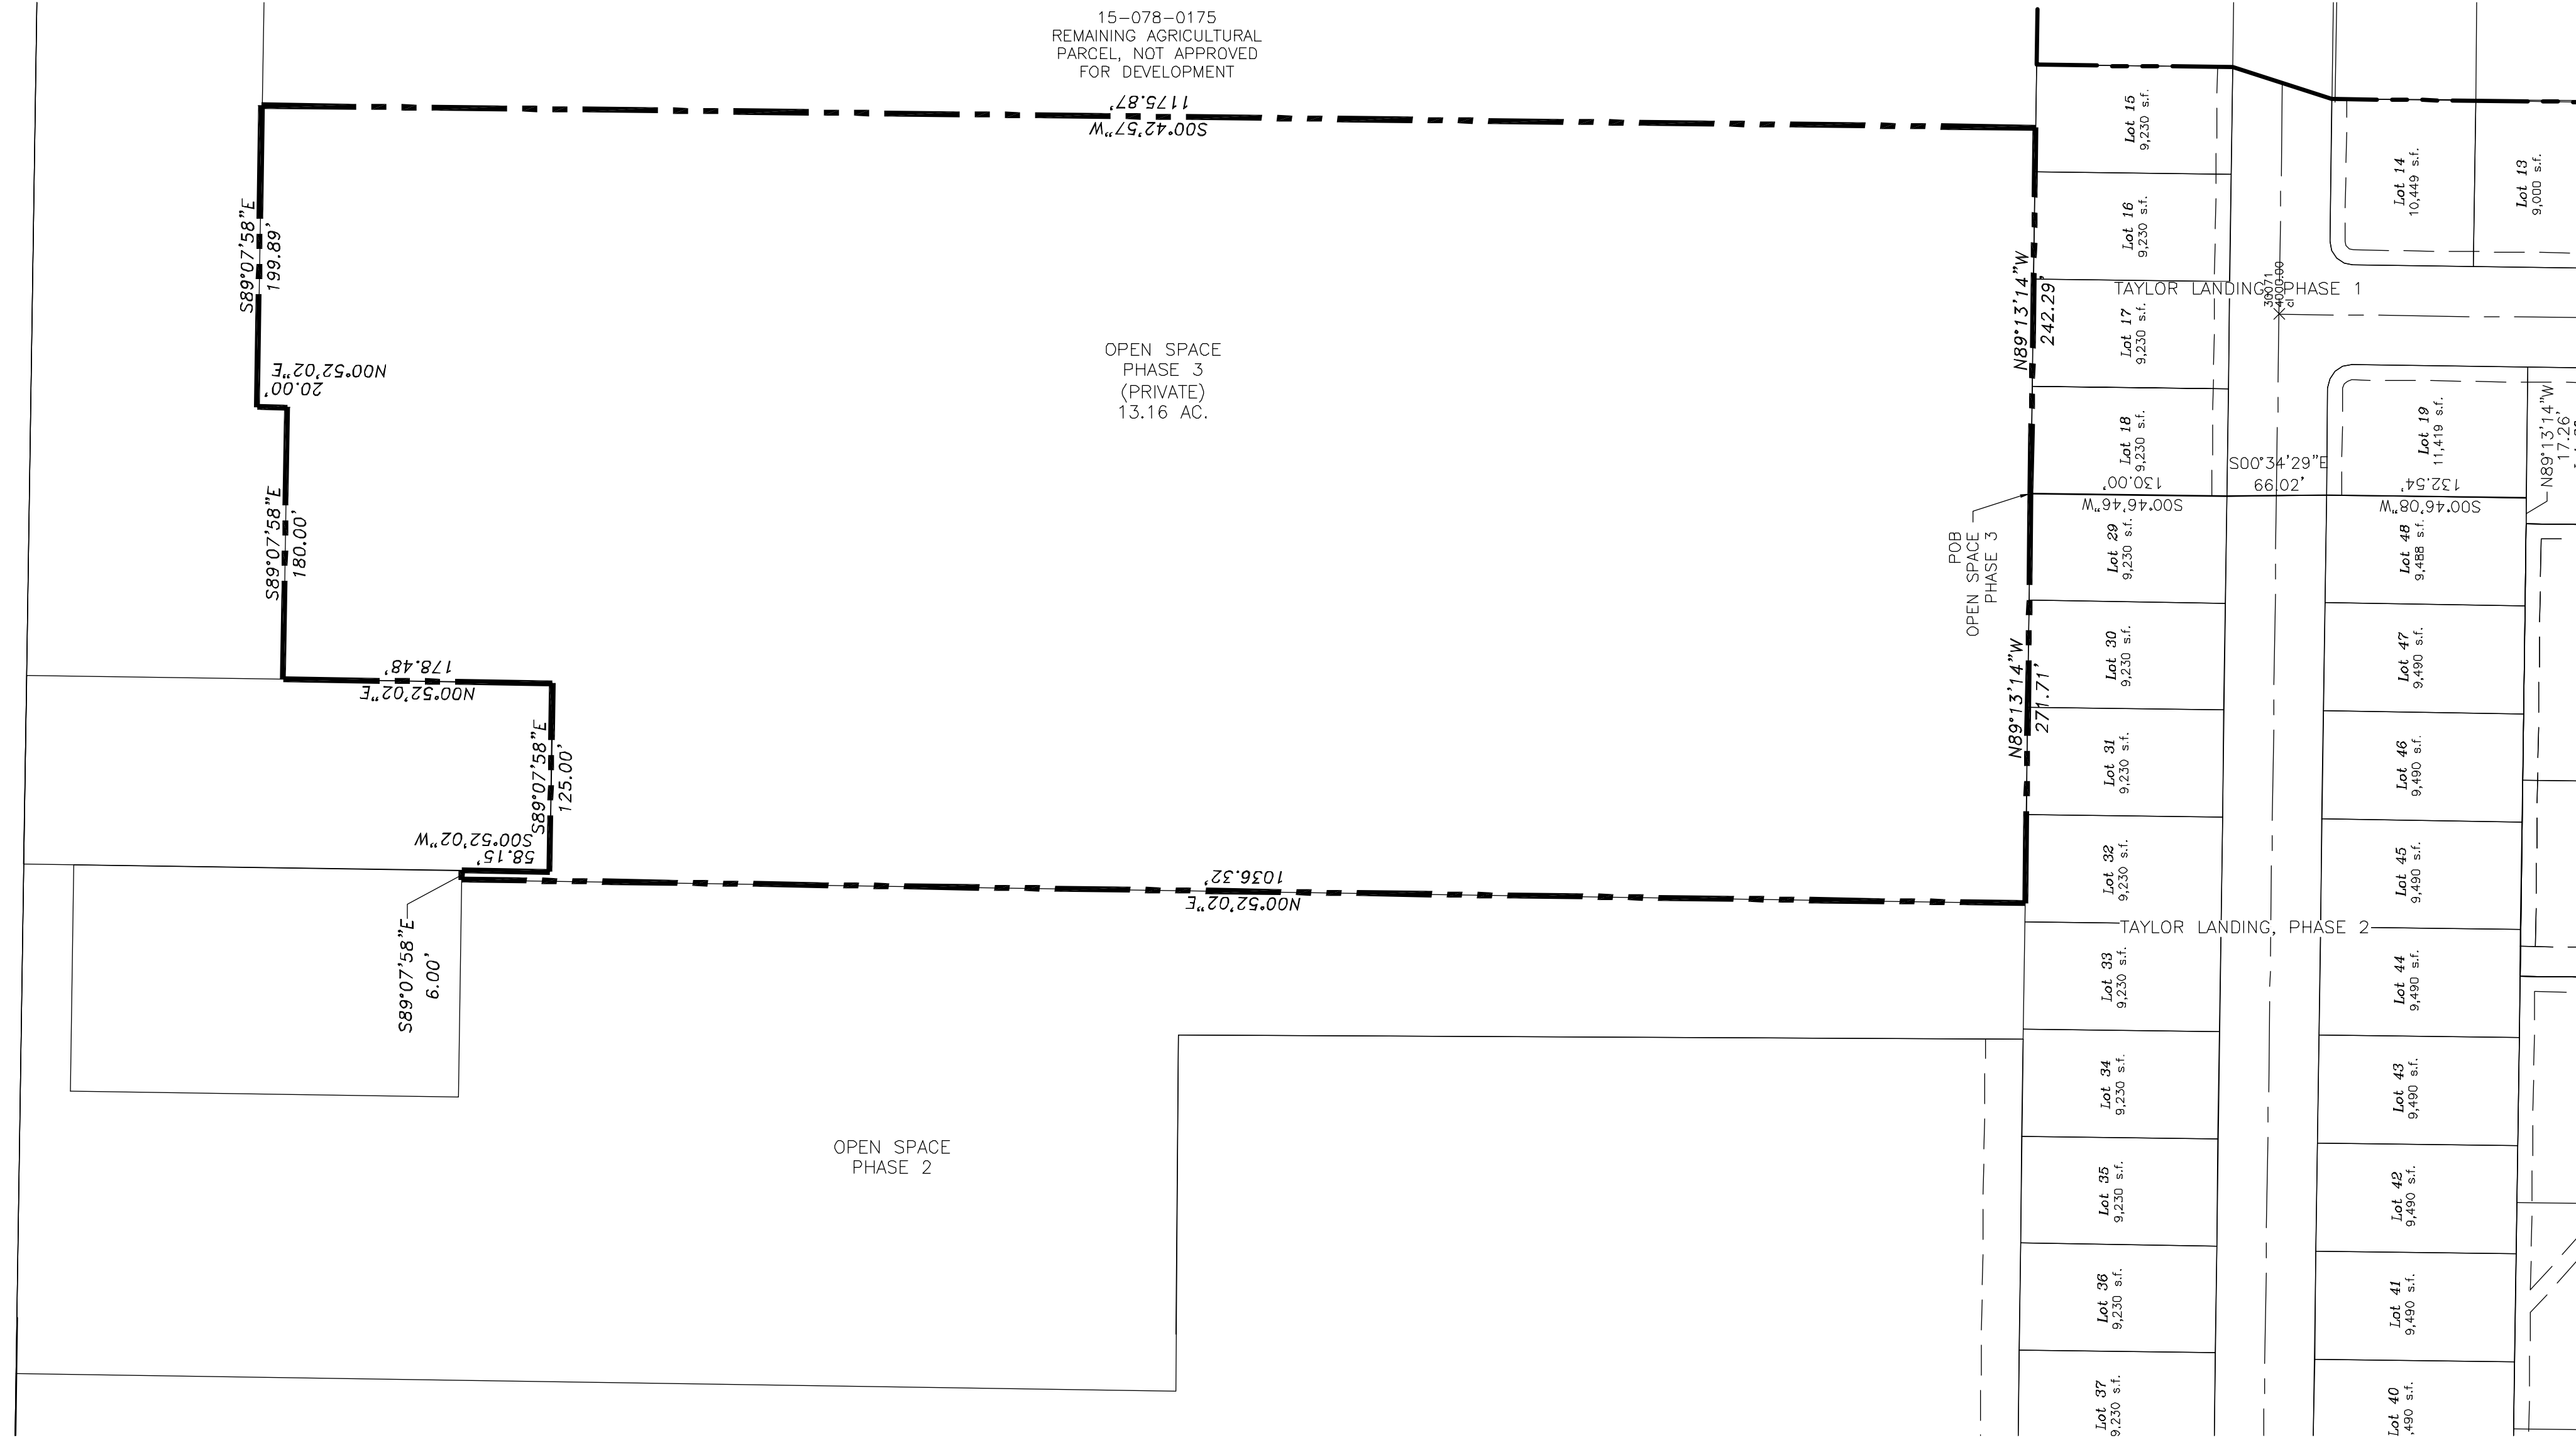 15-078-0175
REMAINING AGRICULTURAL
PARCEL, NOT APPROVED
FOR DEVELOPMENT
1175.87'
S00°42'57"W
S89°07'58"E
199.89'
N00°52'02"E
20.00'
S89°07'58"E
180.00'
178.48'
N00°52'02"E
S89°07'58"E
125.00'
S00°52'02"W
58.15'
S89°07'58"E
6.00'
1036.32'
N00°52'02"E
OPEN SPACE
PHASE 3
(PRIVATE)
13.16 AC.
N89°13'14"W
242.29'
POB
OPEN SPACE
PHASE 3
N89°13'14"W
271.71'
OPEN SPACE
PHASE 2
Lot 15
9,230 s.f.
Lot 16
9,230 s.f.
TAYLOR LANDING, PHASE 1
30071
4000.00
cl
Lot 17
9,230 s.f.
Lot 18
9,230 s.f.
130.00'
S00°46'46"W
S00°34'29"E
66.02'
132.54'
S00°46'08"W
Lot 14
10,449 s.f.
Lot 13
9,000 s.f.
Lot 19
11,419 s.f.
N89°13'14"W
17.26'
Lot 29
9,230 s.f.
Lot 30
9,230 s.f.
Lot 31
9,230 s.f.
Lot 32
9,230 s.f.
TAYLOR LANDING, PHASE 2
Lot 33
9,230 s.f.
Lot 34
9,230 s.f.
Lot 35
9,230 s.f.
Lot 36
9,230 s.f.
Lot 37
9,230 s.f.
Lot 48
9,488 s.f.
Lot 47
9,490 s.f.
Lot 46
9,490 s.f.
Lot 45
9,490 s.f.
Lot 44
9,490 s.f.
Lot 43
9,490 s.f.
Lot 42
9,490 s.f.
Lot 41
9,490 s.f.
Lot 40
,490 s.f.